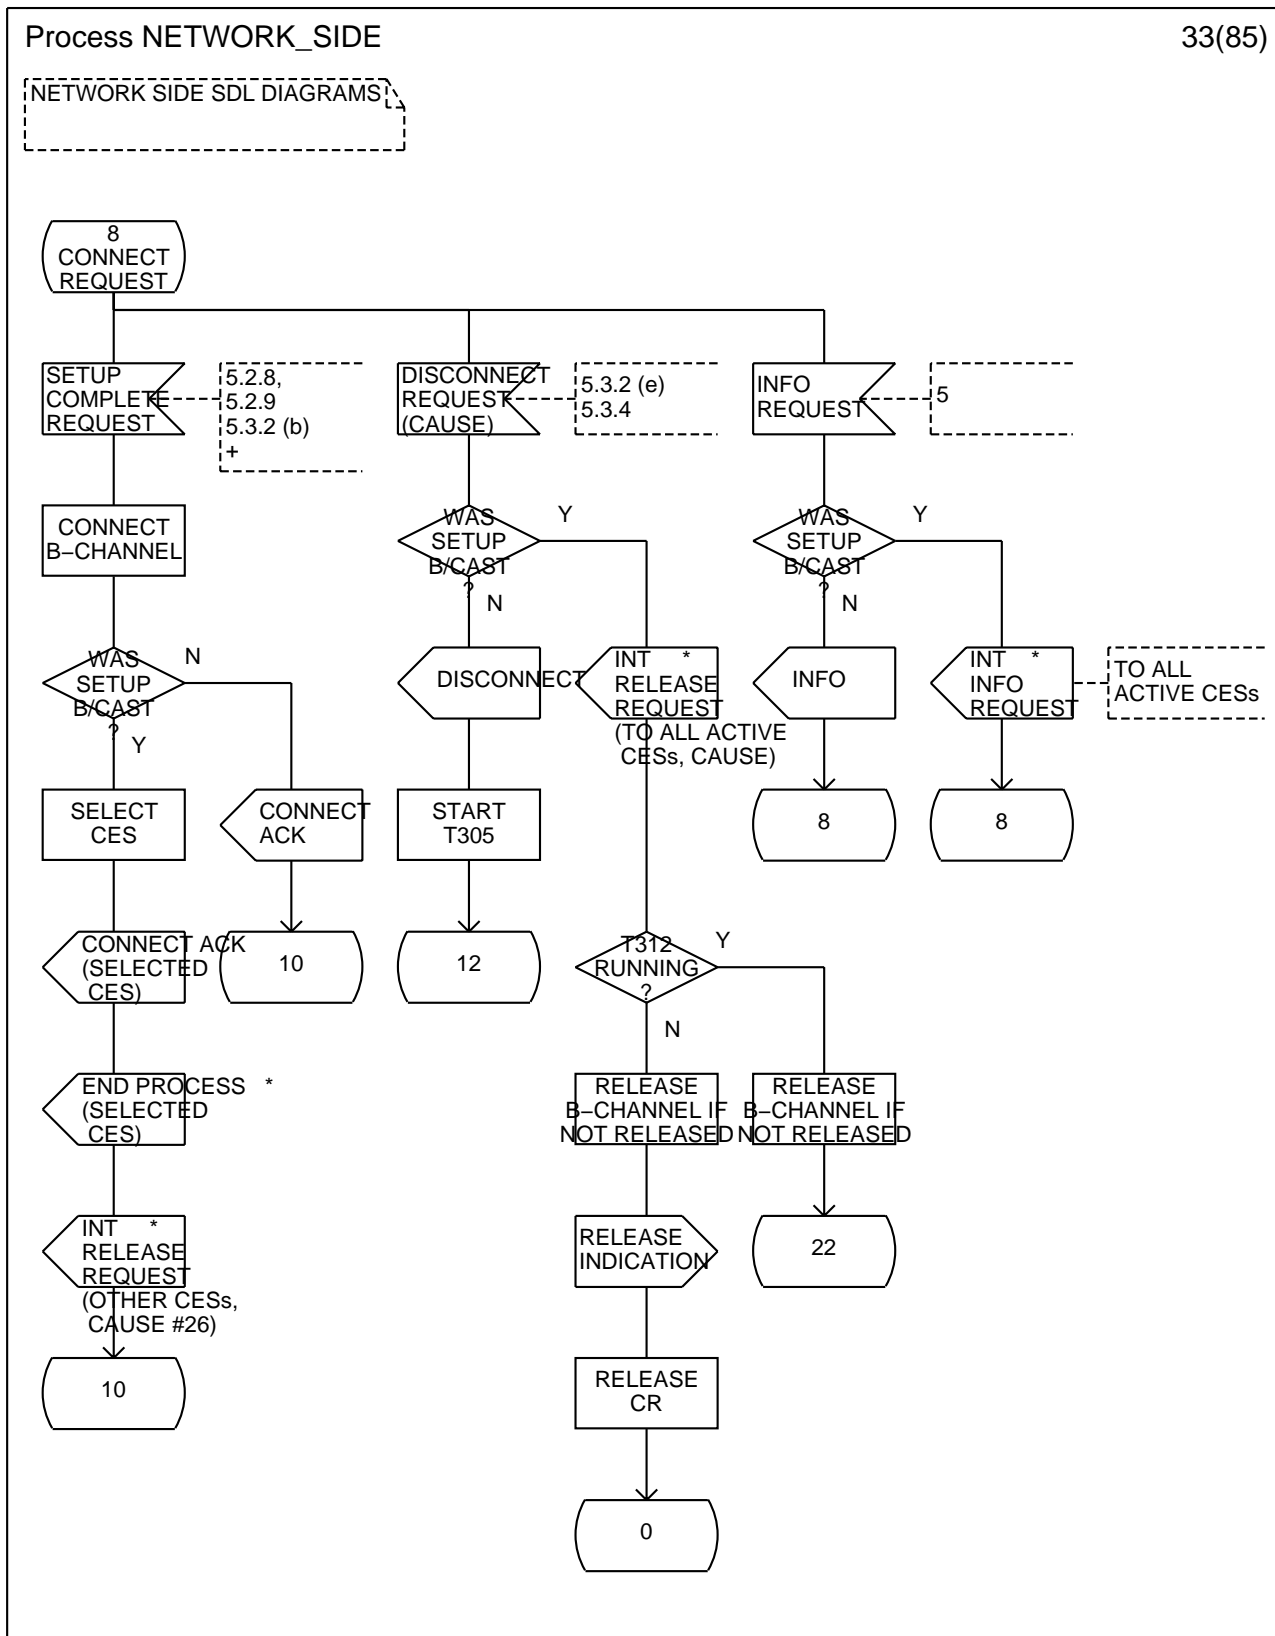 Process NETWORK_SIDE
33(85)
NETWORK SIDE SDL DIAGRAMS
8
CONNECT
REQUEST
SETUP
COMPLETE
REQUEST
5.2.8,
5.2.9
5.3.2 (b)
+
DISCONNECT
REQUEST
(CAUSE)
5.3.2 (e)
5.3.4
INFO
REQUEST
5
CONNECT
B−CHANNEL
WAS
SETUP
B/CAST
?
Y
N
WAS
SETUP
B/CAST
?
Y
N
WAS
SETUP
B/CAST
?
N
Y
DISCONNECT
INT *
RELEASE
REQUEST
(TO ALL ACTIVE
CESs, CAUSE)
INFO
INT *
INFO
REQUEST
TO ALL
ACTIVE CESs
SELECT
CES
CONNECT
ACK
START
T305
8
8
CONNECT ACK
(SELECTED
CES)
10
12
T312
RUNNING
?
Y
N
END PROCESS *
(SELECTED
CES)
RELEASE
B−CHANNEL IF
NOT RELEASED
RELEASE
B−CHANNEL IF
NOT RELEASED
INT *
RELEASE
REQUEST
(OTHER CESs,
CAUSE #26)
RELEASE
INDICATION
22
10
RELEASE
CR
0